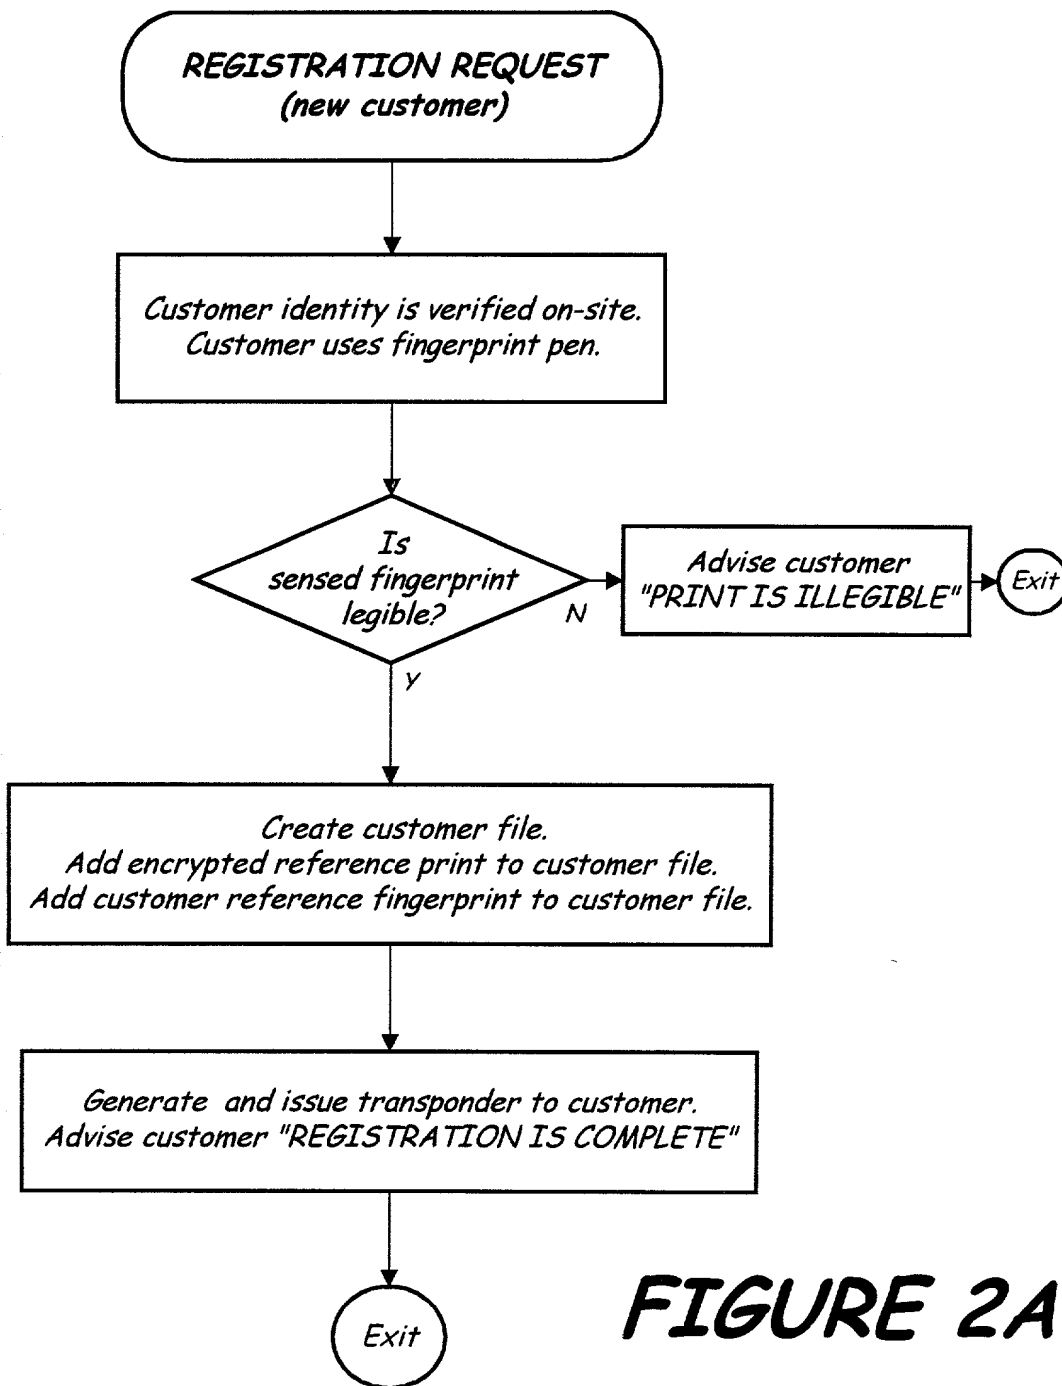 REGISTRATION REQUEST
(new customer)
Customer identity is verified on-site.
Customer uses fingerprint pen.
Is
sensed fingerprint
legible?
N
Advise customer
"PRINT IS ILLEGIBLE"
Exit
Y
Create customer file.
Add encrypted reference print to customer file.
Add customer reference fingerprint to customer file.
Generate and issue transponder to customer.
Advise customer "REGISTRATION IS COMPLETE"
Exit
FIGURE 2A